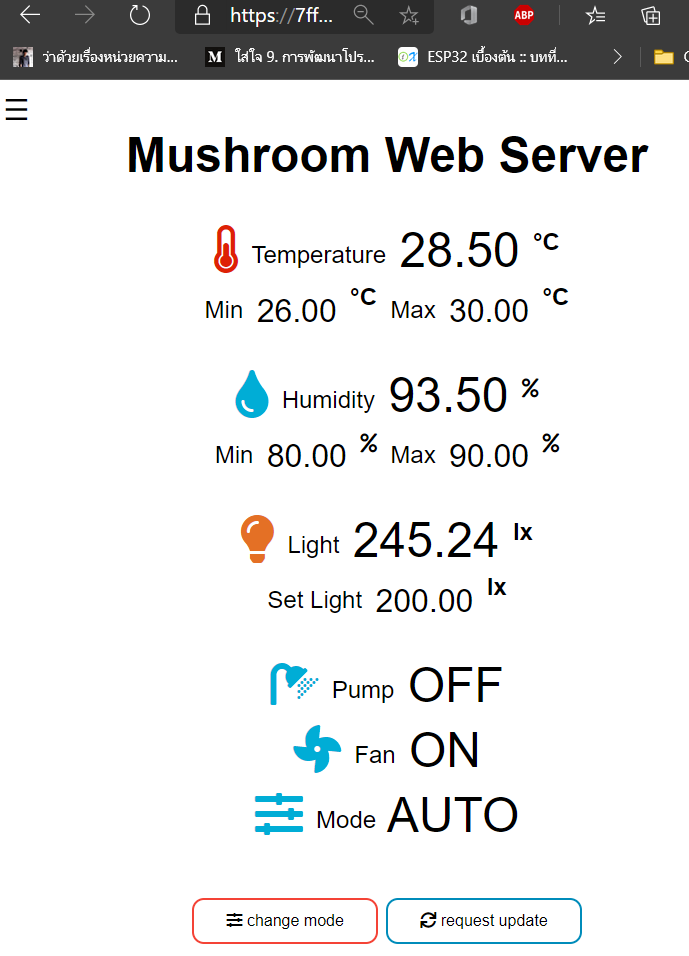 https://7ff...
ABP
ว่าด้วยเรื่องหน่วยความ...
M ใส่ใจ 9. การพัฒนาโปร...
ESP32 เบื้องต้น :: บทที่...
Mushroom Web Server
Temperature 28.50 °C
Min 26.00 °C Max 30.00 °C
Humidity 93.50 %
Min 80.00 % Max 90.00 %
Light 245.24 lx
Set Light 200.00 lx
Pump OFF
Fan ON
Mode AUTO
change mode
request update